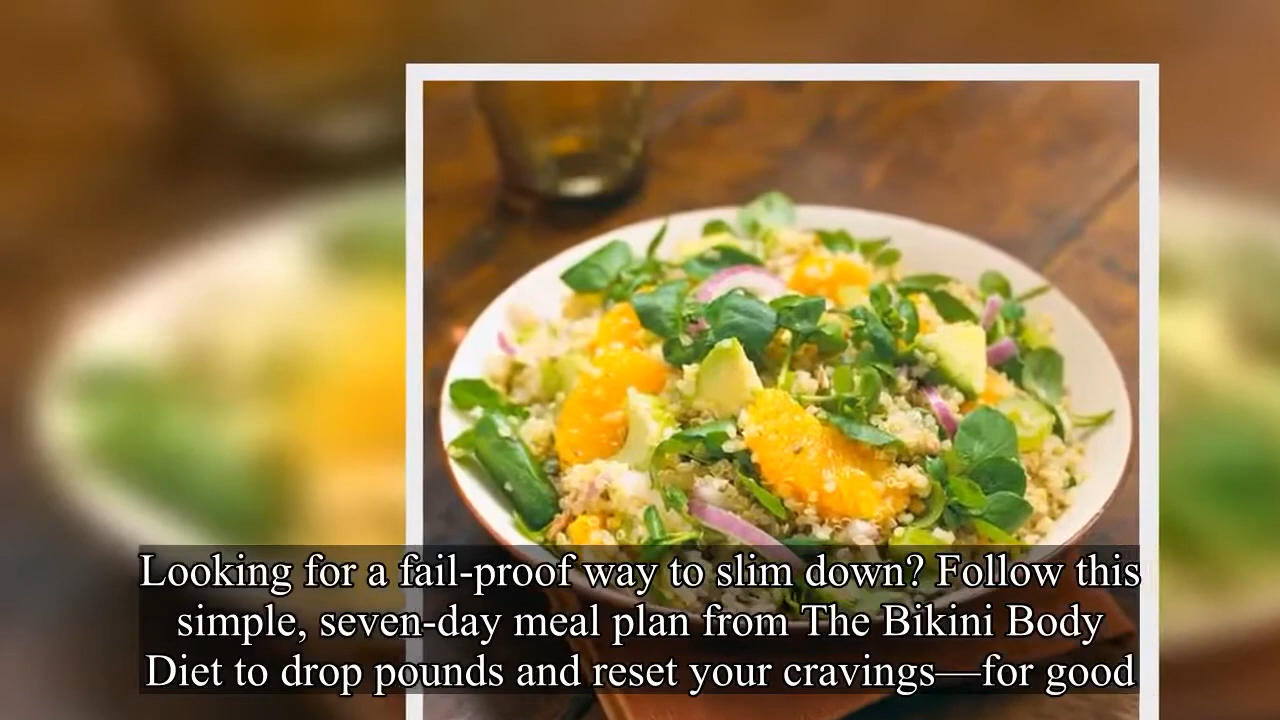 Looking for a fail-proof way to slim down? Follow this
simple, seven-day meal plan from The Bikini Body
Diet to drop pounds and reset your cravings—for good